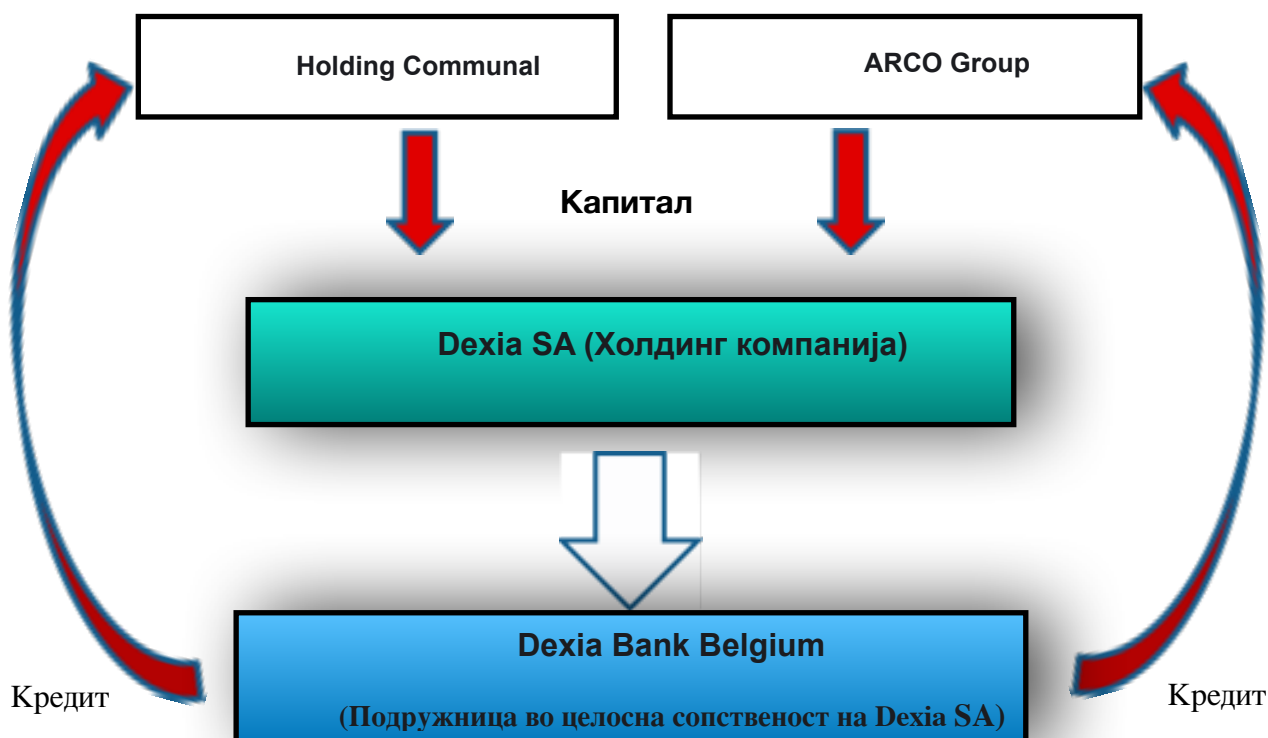 Holding Communal
ARCO Group
Капитал
Dexia SA (Холдинг компанија)
Dexia Bank Belgium
Кредит
(Подружница во целосна сопственост на Dexia SA)
Кредит